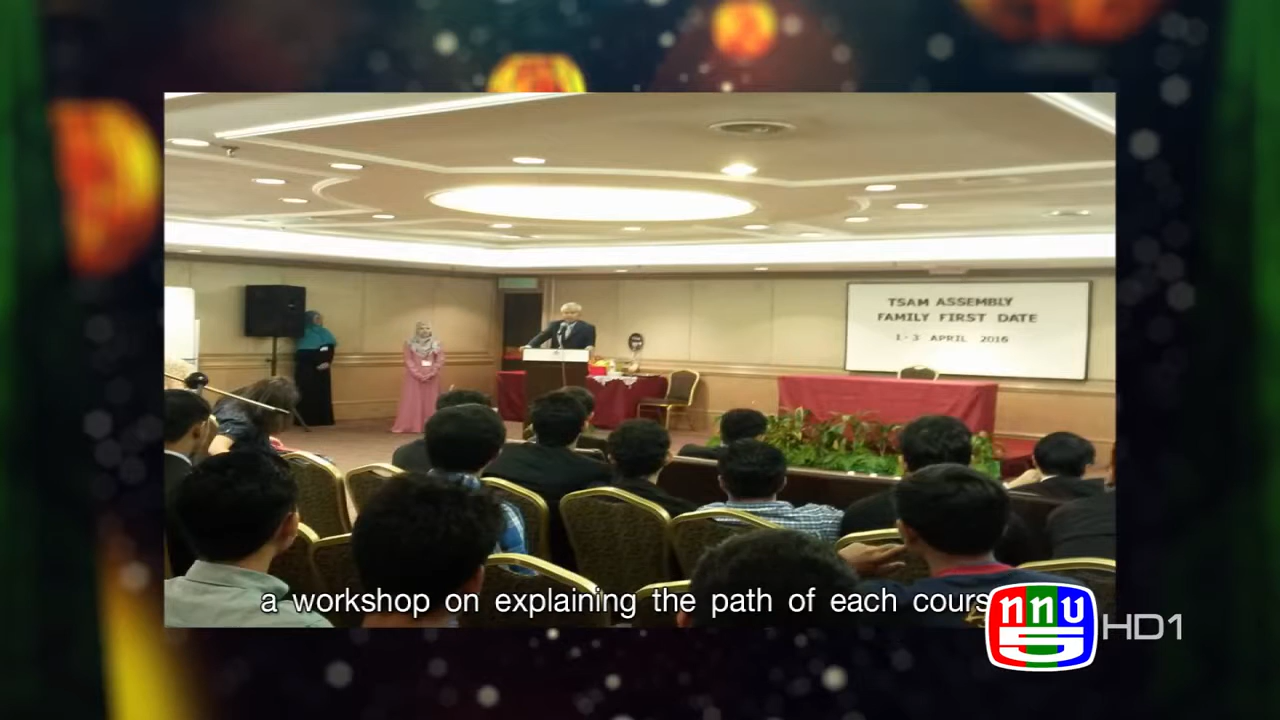 TSAM ASSEMBLY
FAMILY FIRST DATE
1-3 APRIL 2016
a workshop on explaining the path of each cours
ททบ
HD1